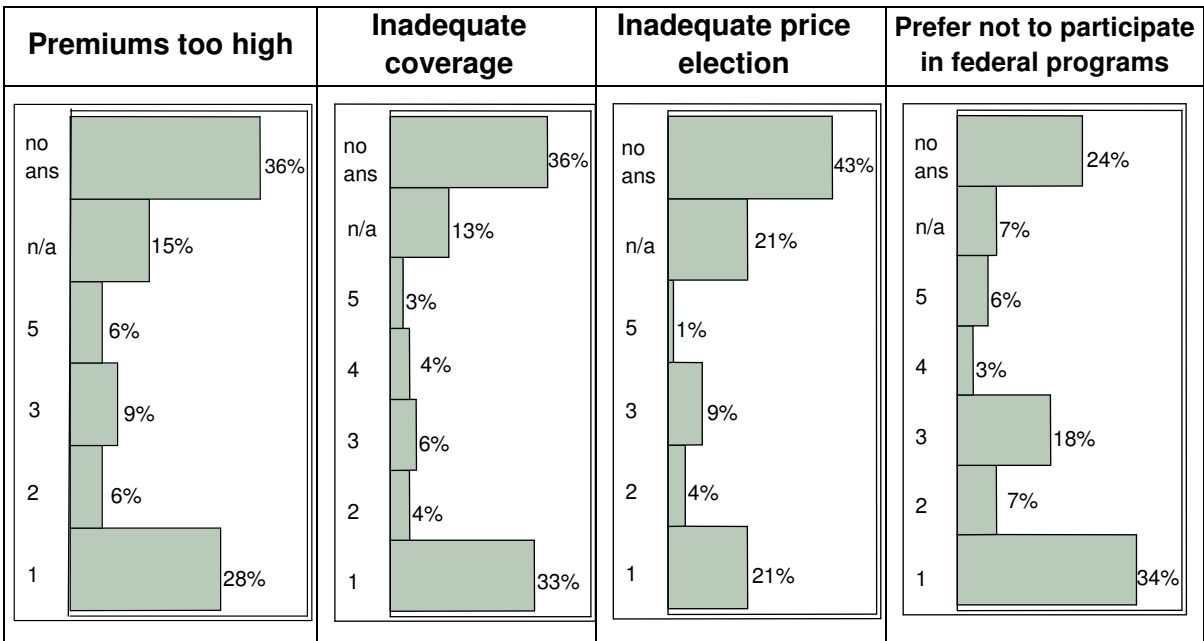 Premiums too high
Inadequate
coverage
Inadequate price
election
Prefer not to participate
in federal programs
no
ans
36%
n/a
15%
5
6%
3
9%
2
6%
1
28%
no
ans
36%
n/a
13%
5
3%
4
4%
3
6%
2
4%
1
33%
no
ans
43%
n/a
21%
5
1%
3
9%
2
4%
1
21%
no
ans
24%
n/a
7%
5
6%
4
3%
3
18%
2
7%
1
34%